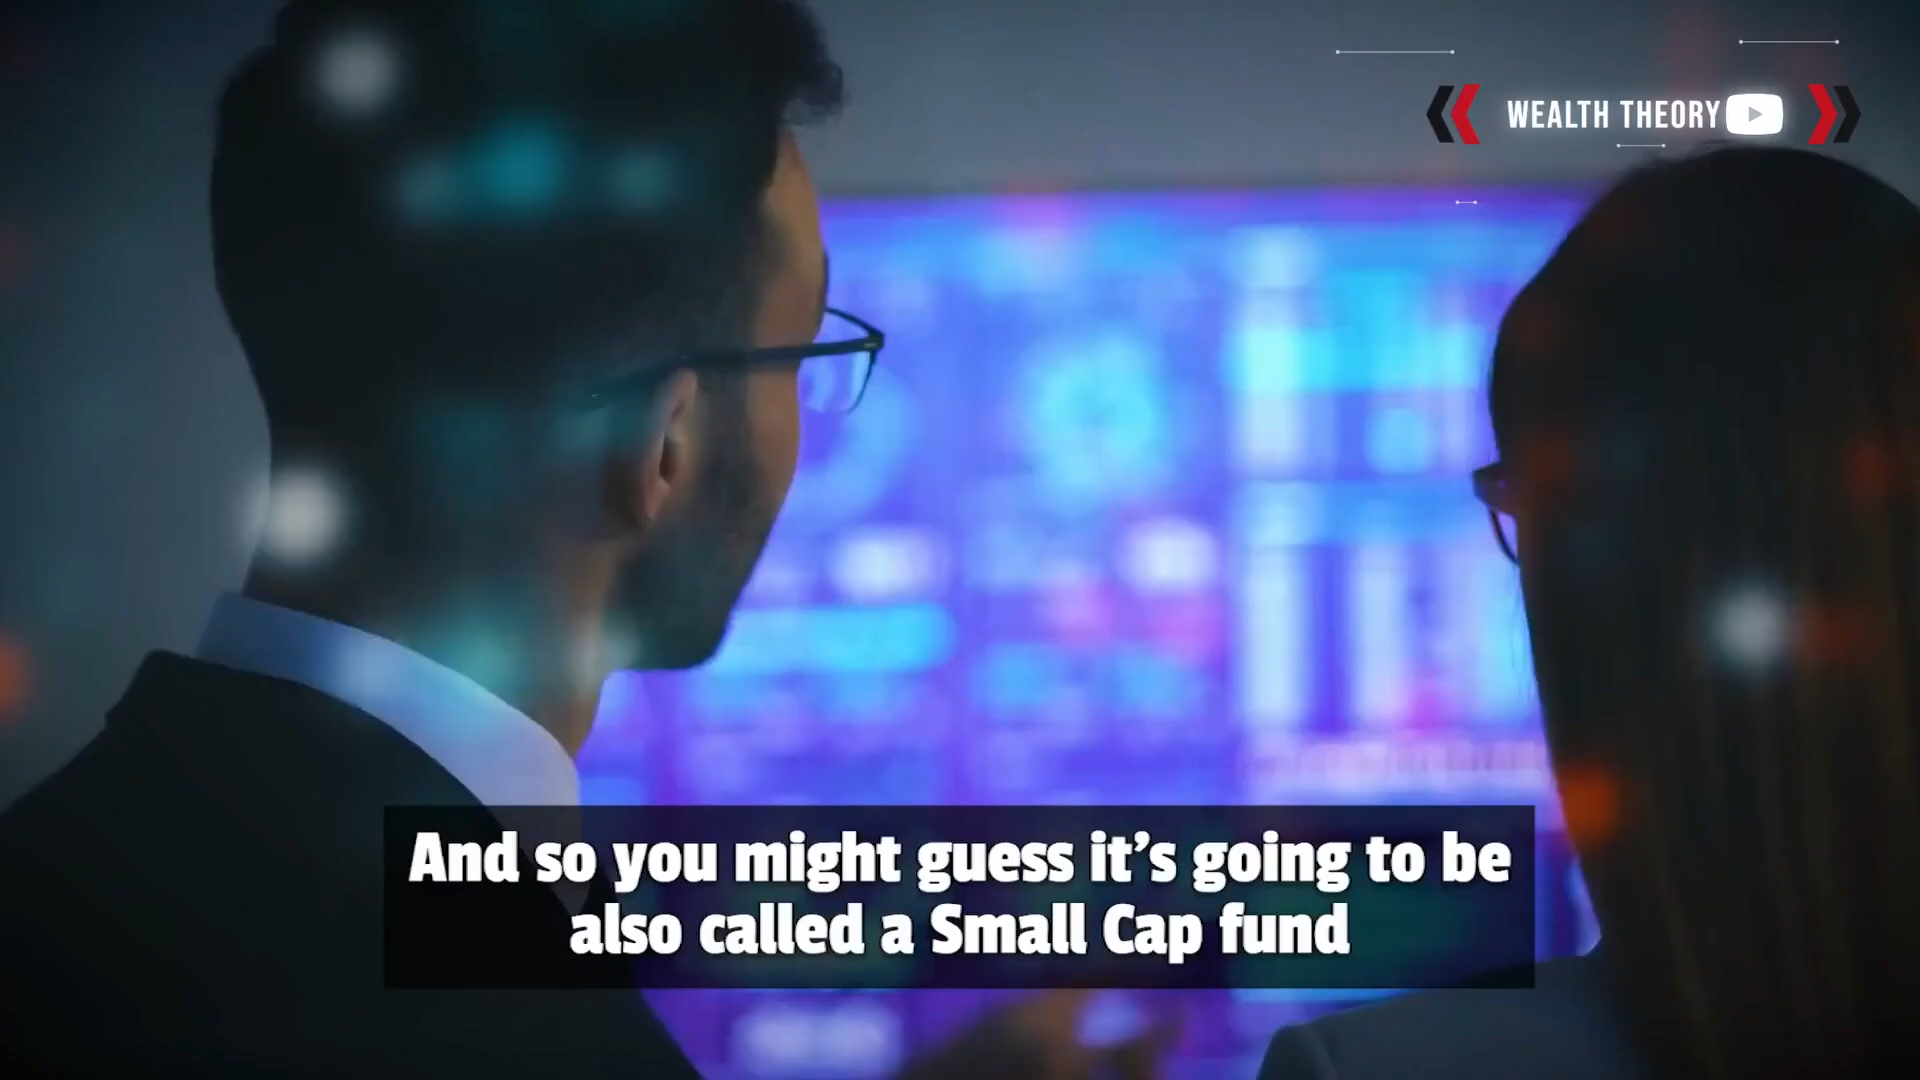 WEALTH THEORY
And so you might guess it's going to be
also called a Small Cap fund